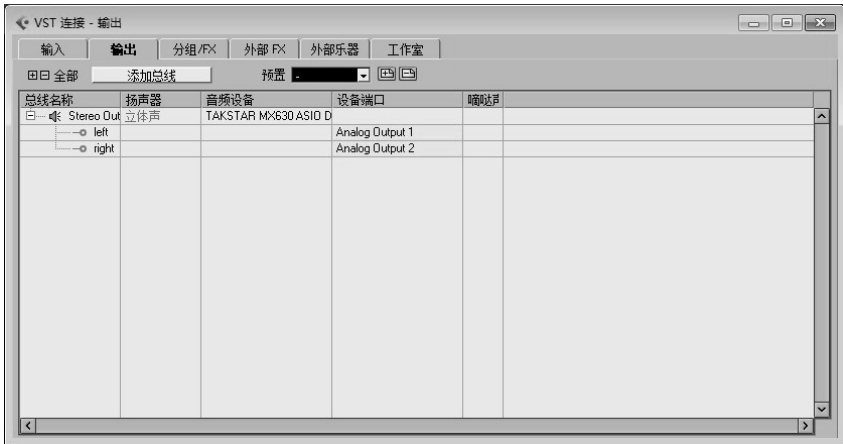 VST 连接 - 输出
输入 输出 分组/FX 外部 FX 外部乐器 工作室
全部 添加总线 预置 -
总线名称 扬声器 音频设备 设备端口 嘀哒声
Stereo Out 立体声 TAKSTAR MX630 ASIO D
left Analog Output 1
right Analog Output 2